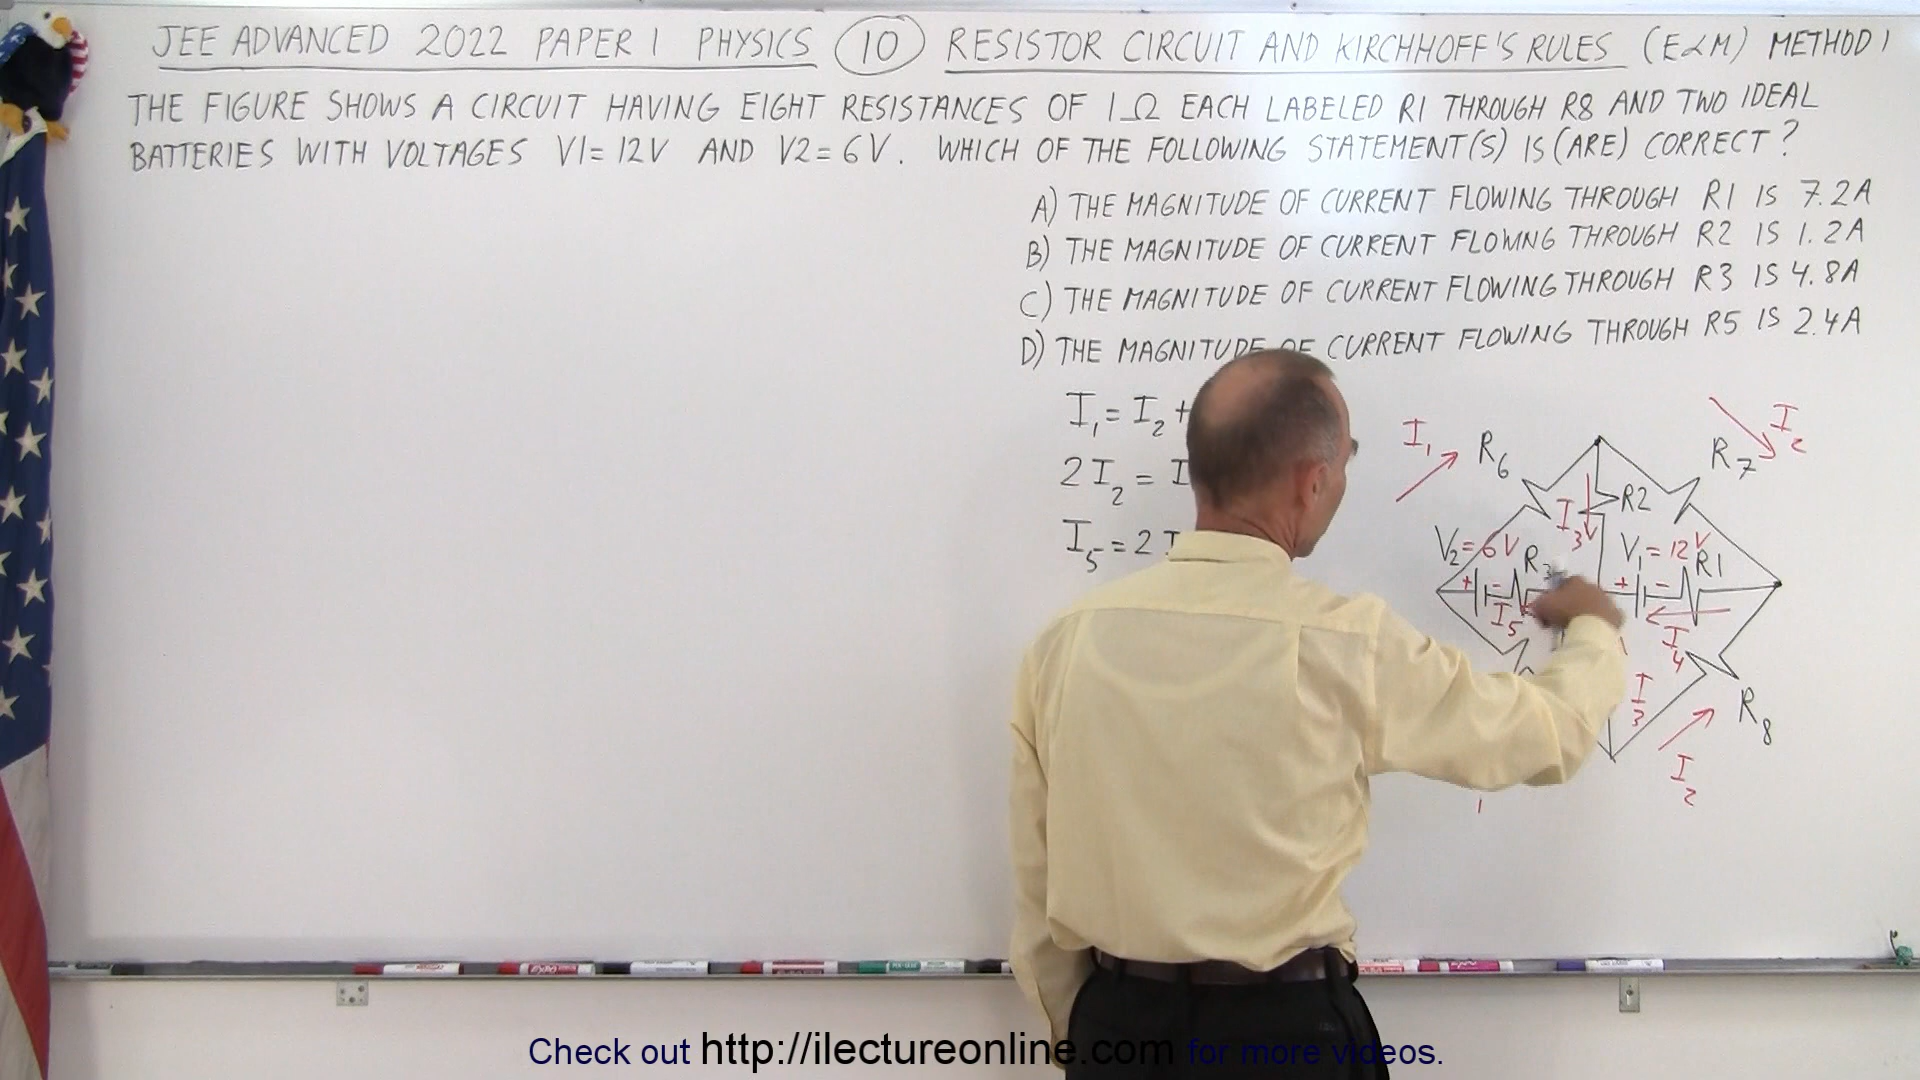 JEE ADVANCED 2022 PAPER 1 PHYSICS 10 RESISTOR CIRCUIT AND KIRCHHOFF'S RULES (E&M) METHOD 1
THE FIGURE SHOWS A CIRCUIT HAVING EIGHT RESISTANCES OF 1Ω EACH LABELED R1 THROUGH R8 AND TWO IDEAL
BATTERIES WITH VOLTAGES V1=12V AND V2=6V. WHICH OF THE FOLLOWING STATEMENT(S) IS (ARE) CORRECT?
A) THE MAGNITUDE OF CURRENT FLOWING THROUGH R1 IS 7.2A
B) THE MAGNITUDE OF CURRENT FLOWING THROUGH R2 IS 1.2A
C) THE MAGNITUDE OF CURRENT FLOWING THROUGH R3 IS 4.8A
D) THE MAGNITUDE OF CURRENT FLOWING THROUGH R5 IS 2.4A
I₁ = I₂ +
2I₂ = I
I₅ = 2
I₁
R₆
R₇
I₂
R2
I₃
V₂ = 6V
R₃
V₁ = 12V
R1
+ -
+ -
I₅
I₄
I₃
R₈
I₂
1
Check out http://ilectureonline.com for more videos.